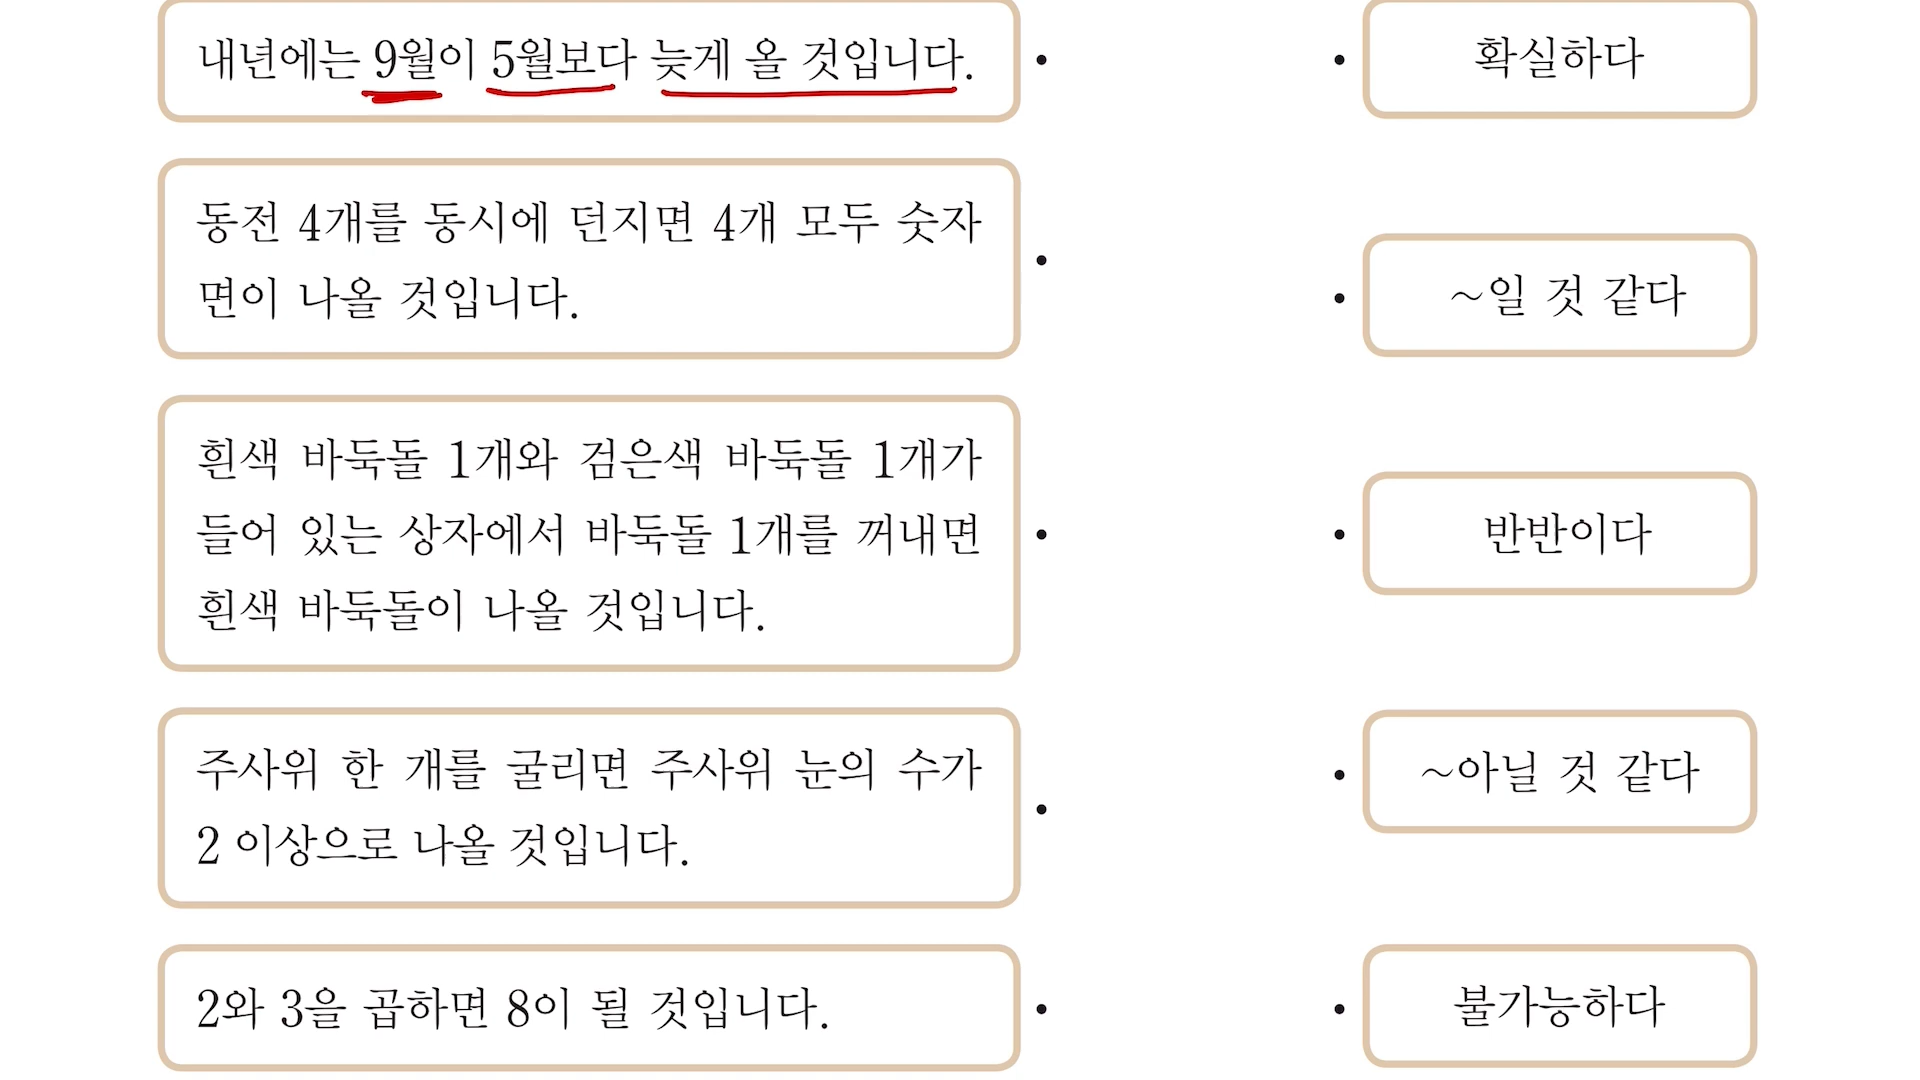 내년에는 9월이 5월보다 늦게 올 것입니다.
확실하다
동전 4개를 동시에 던지면 4개 모두 숫자
면이 나올 것입니다.
~일 것 같다
흰색 바둑돌 1개와 검은색 바둑돌 1개가
들어 있는 상자에서 바둑돌 1개를 꺼내면
흰색 바둑돌이 나올 것입니다.
반반이다
주사위 한 개를 굴리면 주사위 눈의 수가
2 이상으로 나올 것입니다.
~아닐 것 같다
2와 3을 곱하면 8이 될 것입니다.
불가능하다